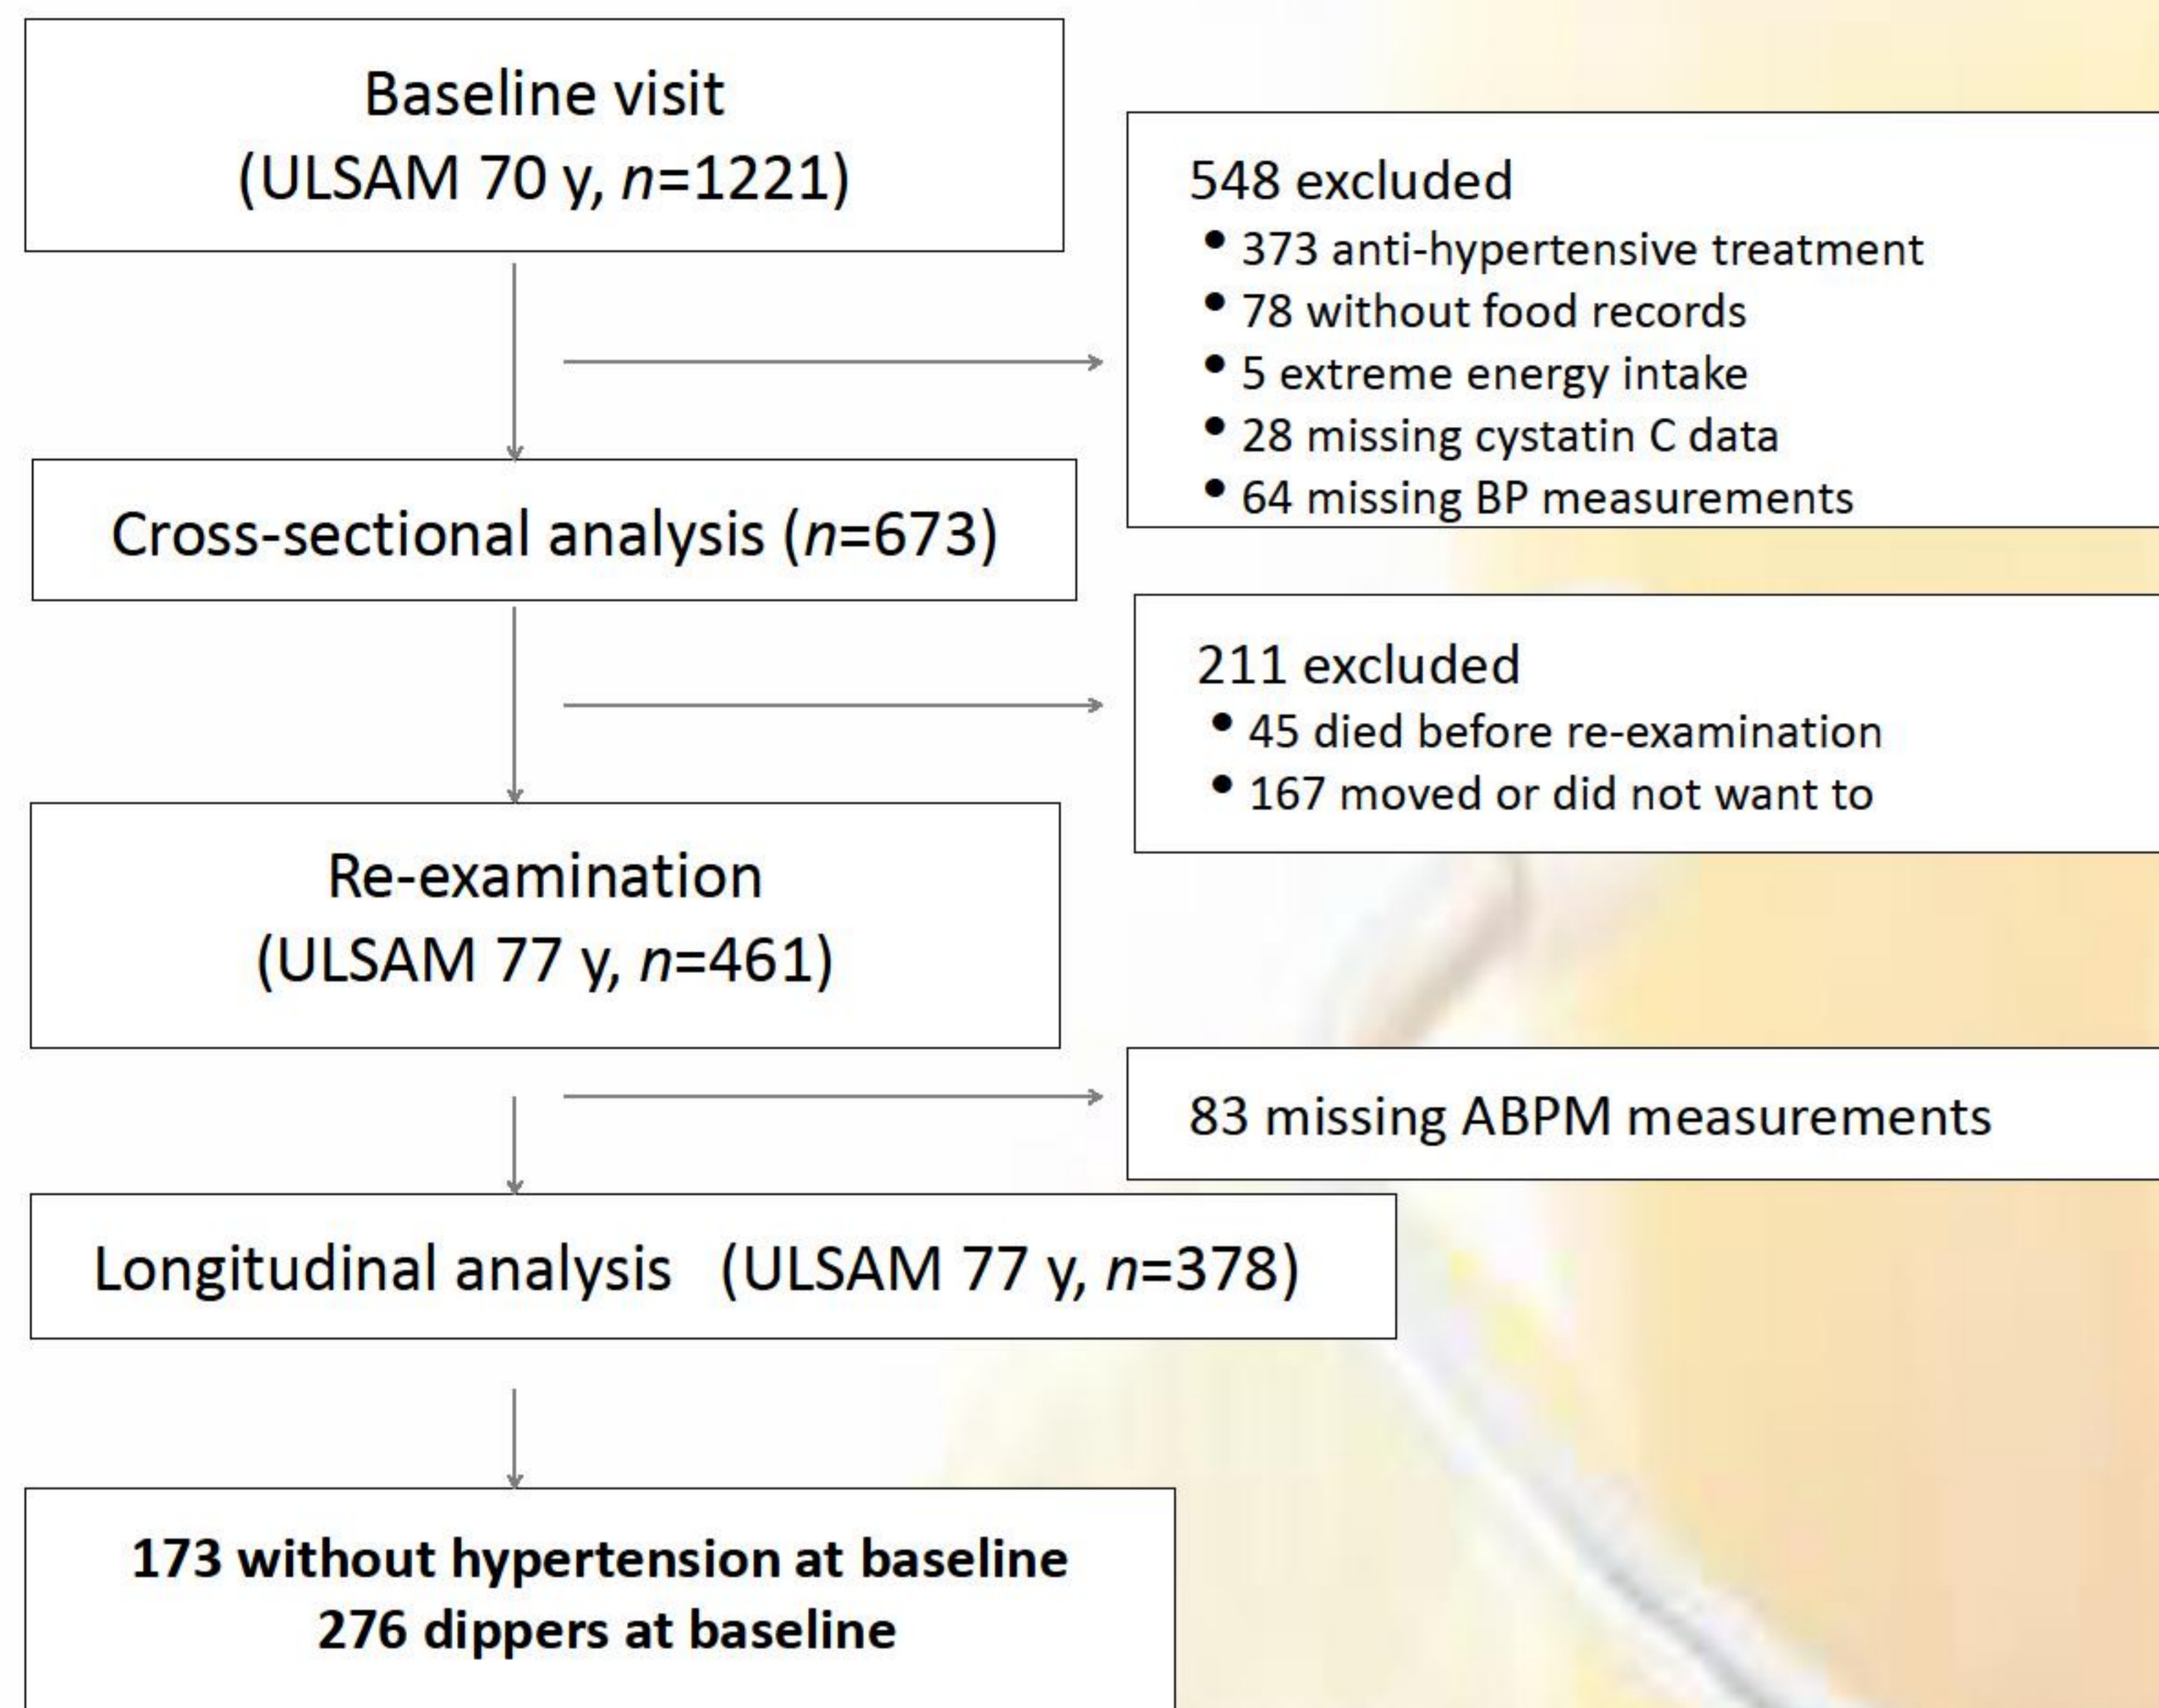 Baseline visit
(ULSAM 70 y, n=1221)
548 excluded
• 373 anti-hypertensive treatment
• 78 without food records
• 5 extreme energy intake
• 28 missing cystatin C data
• 64 missing BP measurements
Cross-sectional analysis (n=673)
211 excluded
• 45 died before re-examination
• 167 moved or did not want to
Re-examination
(ULSAM 77 y, n=461)
83 missing ABPM measurements
Longitudinal analysis (ULSAM 77 y, n=378)
173 without hypertension at baseline
276 dippers at baseline